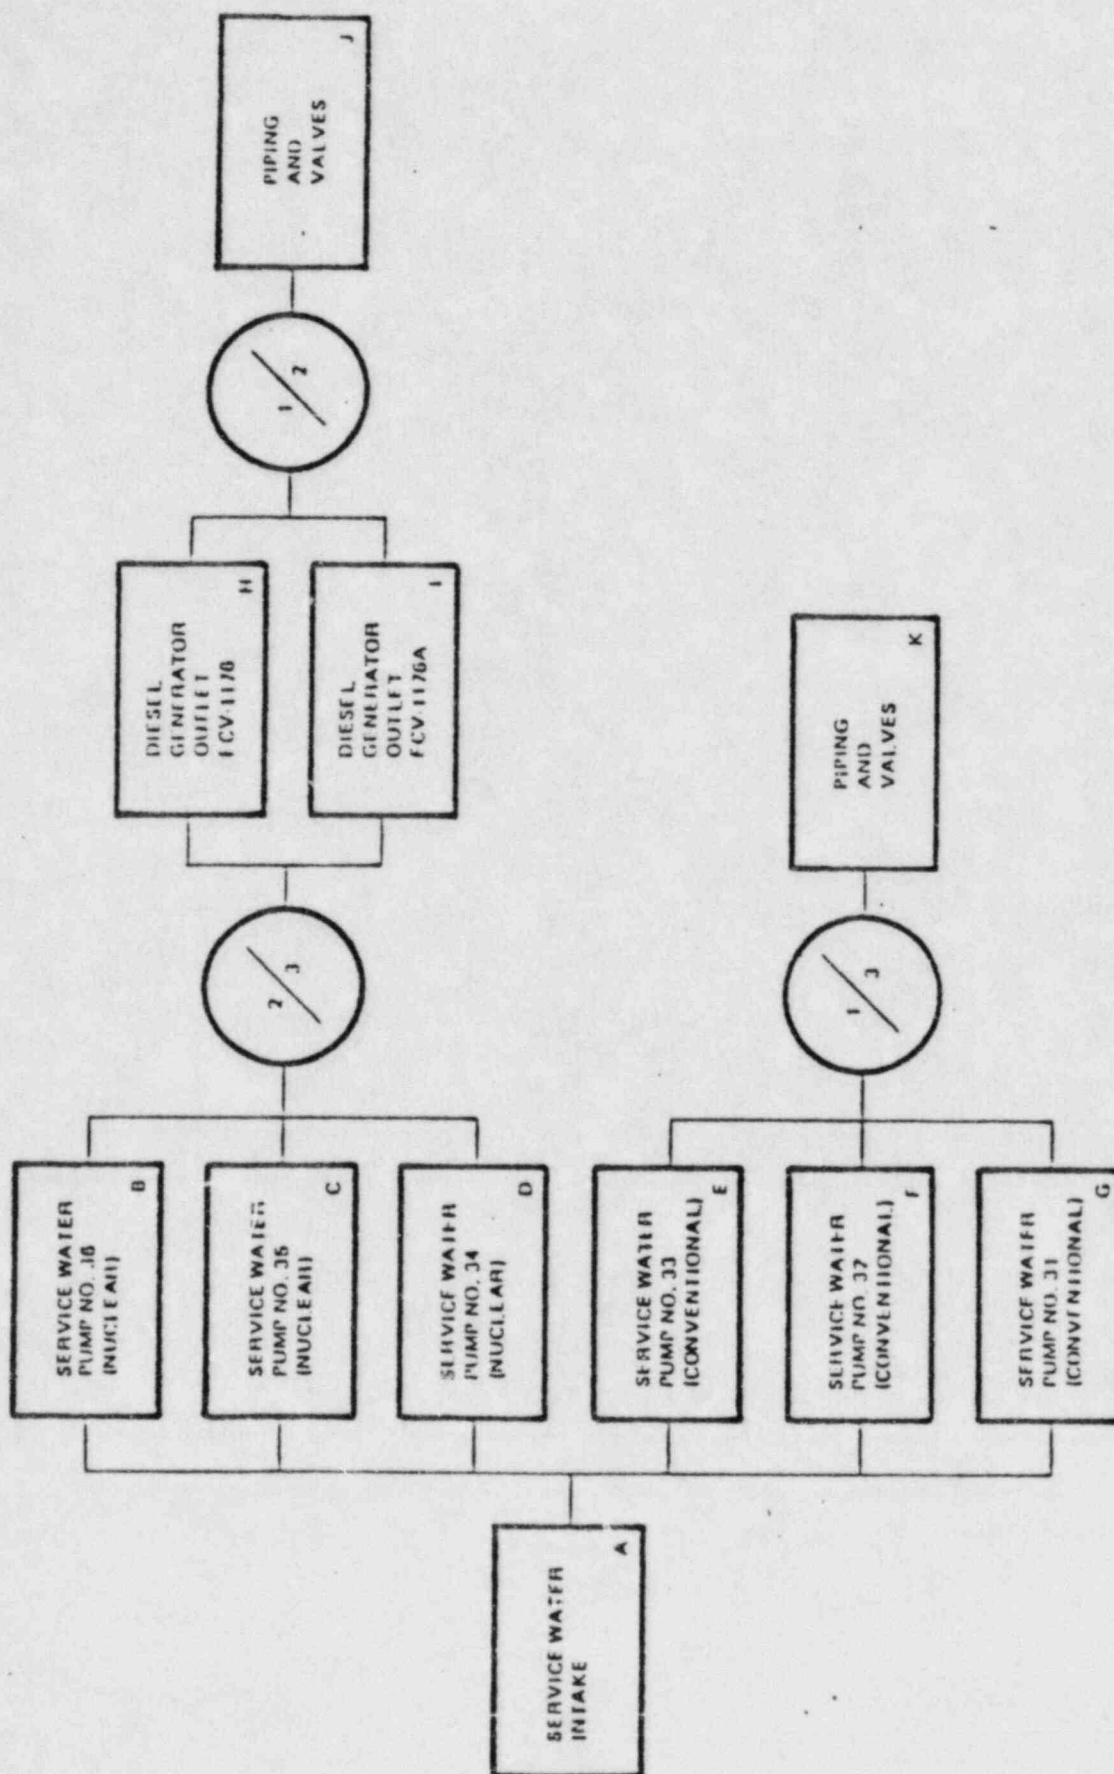 SERVICE WATER
INTAKE
A
SERVICE WATER
PUMP NO. 36
(NUCLEAR)
B
SERVICE WATER
PUMP NO. 35
(NUCLEAR)
C
SERVICE WATER
PUMP NO. 34
(NUCLEAR)
D
SERVICE WATER
PUMP NO. 33
(CONVENTIONAL)
E
SERVICE WATER
PUMP NO. 32
(CONVENTIONAL)
F
SERVICE WATER
PUMP NO. 31
(CONVENTIONAL)
G
2/3
1/3
DIESEL
GENERATOR
OUTLET
FCV-1176
H
DIESEL
GENERATOR
OUTLET
FCV-1176A
I
1/2
PIPING
AND
VALVES
J
PIPING
AND
VALVES
K